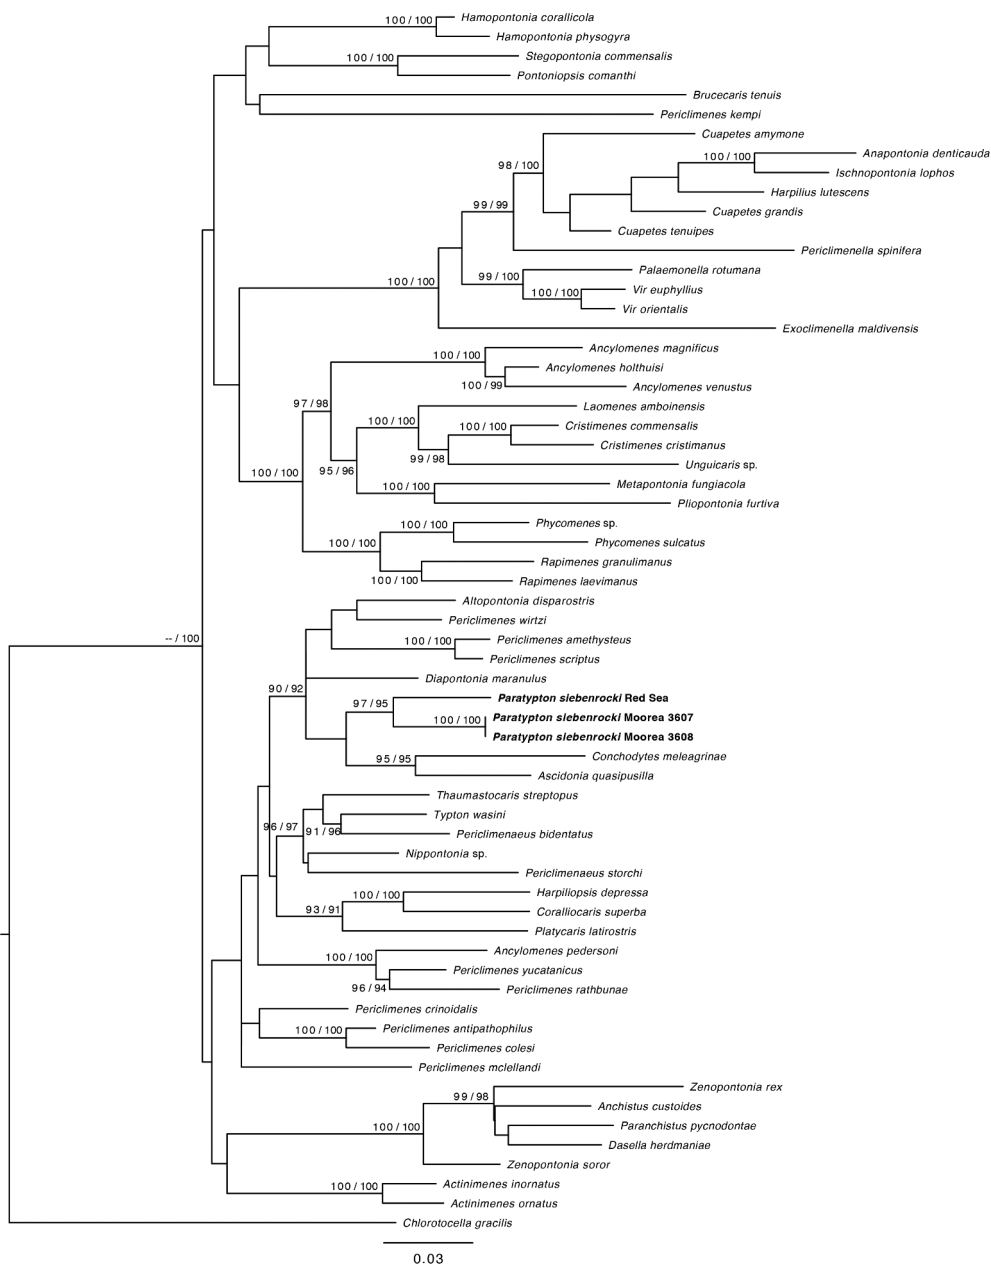 100 / 100
Hamopontonia corallicola
Hamopontonia physogyra
100 / 100
Stegopontonia commensalis
Pontoniopsis comanthi
Brucecaris tenuis
Periclimenes kempi
Cuapetes amymone
98 / 100
100 / 100
Anapontonia denticauda
Ischnopontonia lophos
Harpilius lutescens
99 / 99
Cuapetes grandis
Cuapetes tenuipes
Periclimenella spinifera
Palaemonella rotumana
99 / 100
100 / 100
Vir euphyllius
Vir orientalis
100 / 100
Exoclimenella maldivensis
Ancylomenes magnificus
100 / 100
Ancylomenes holthuisi
100 / 99
Ancylomenes venustus
97 / 98
Laomenes amboinensis
100 / 100
100 / 100
Cristimenes commensalis
Cristimenes cristimanus
99 / 98
Unguicaris sp.
95 / 96
100 / 100
100 / 100
Metapontonia fungiacola
Pliopontonia furtiva
100 / 100
Phycomenes sp.
Phycomenes sulcatus
100 / 100
Rapimenes granulimanus
100 / 100
Rapimenes laevimanus
Altopontonia disparostris
Periclimenes wirtzi
-- / 100
100 / 100
Periclimenes amethysteus
Periclimenes scriptus
Diapontonia maranulus
90 / 92
97 / 95
Paratypton siebenrocki Red Sea
100 / 100
Paratypton siebenrocki Moorea 3607
Paratypton siebenrocki Moorea 3608
95 / 95
Conchodytes meleagrinae
Ascidonia quasipusilla
Thaumastocaris streptopus
Typton wasini
96 / 97
91 / 96
Periclimenaeus bidentatus
Nippontonia sp.
Periclimenaeus storchi
100 / 100
Harpiliopsis depressa
93 / 91
Coralliocaris superba
Platycaris latirostris
Ancylomenes pedersoni
100 / 100
Periclimenes yucatanicus
96 / 94
Periclimenes rathbunae
Periclimenes crinoidalis
100 / 100
Periclimenes antipathophilus
Periclimenes colesi
Periclimenes mclellandi
Zenopontonia rex
99 / 98
Anchistus custoides
Paranchistus pycnodontae
100 / 100
Dasella herdmaniae
Zenopontonia soror
100 / 100
Actinimenes inornatus
Actinimenes ornatus
Chlorotocella gracilis
0.03